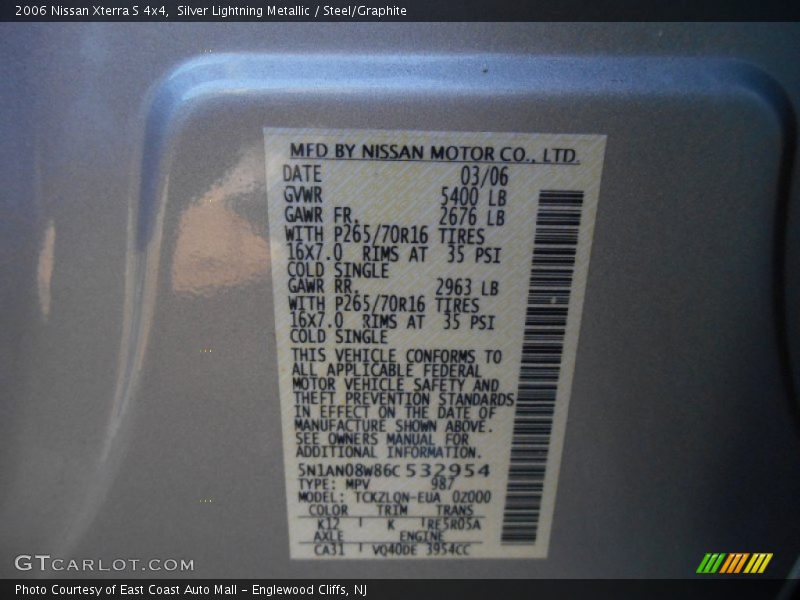 2006 Nissan Xterra S 4x4, Silver Lightning Metallic / Steel/Graphite
MFD BY NISSAN MOTOR CO., LTD.
DATE 03/06
GVWR 5400 LB
GAWR FR. 2676 LB
WITH P265/70R16 TIRES
16X7.0 RIMS AT 35 PSI
COLD SINGLE
GAWR RR. 2963 LB
WITH P265/70R16 TIRES
16X7.0 RIMS AT 35 PSI
COLD SINGLE
THIS VEHICLE CONFORMS TO
ALL APPLICABLE FEDERAL
MOTOR VEHICLE SAFETY AND
THEFT PREVENTION STANDARDS
IN EFFECT ON THE DATE OF
MANUFACTURE SHOWN ABOVE.
SEE OWNERS MANUAL FOR
ADDITIONAL INFORMATION.
5N1AN08W86C532954
TYPE: MPV 987
MODEL: TCKZLQN-EUA 02000
COLOR TRIM TRANS
K12 K RE5R05A
AXLE ENGINE
CA31 VQ40DE 3954CC
GTCARLOT.COM
Photo Courtesy of East Coast Auto Mall - Englewood Cliffs, NJ